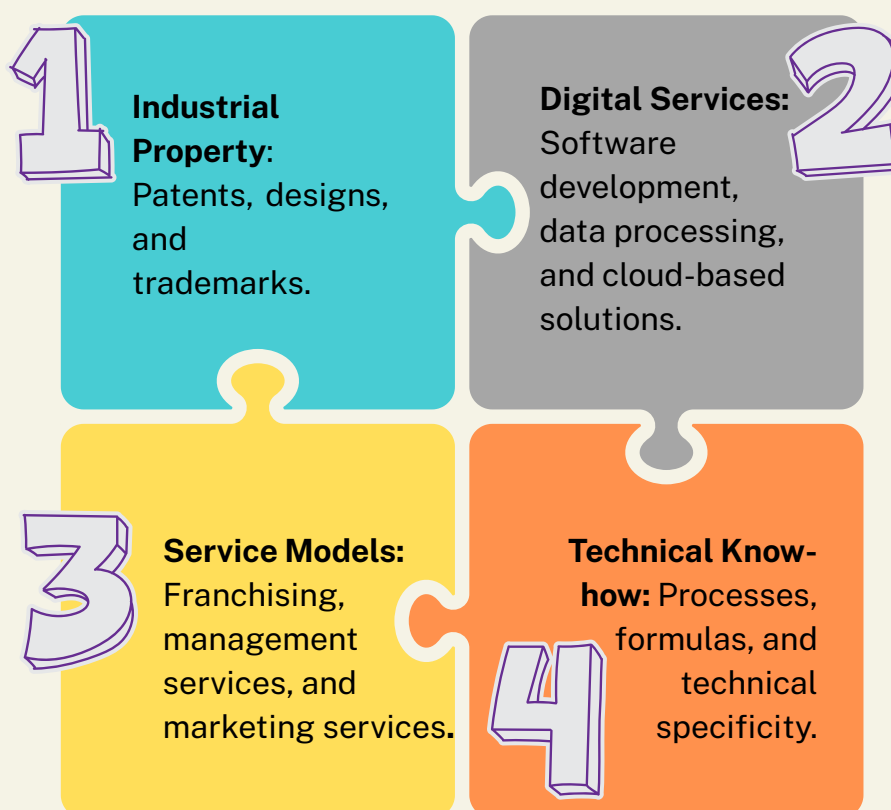 1
Industrial
Property:
Patents, designs,
and
trademarks.
2
Digital Services:
Software
development,
data processing,
and cloud-based
solutions.
3
Service Models:
Franchising,
management
services, and
marketing services.
4
Technical Know-
how: Processes,
formulas, and
technical
specificity.